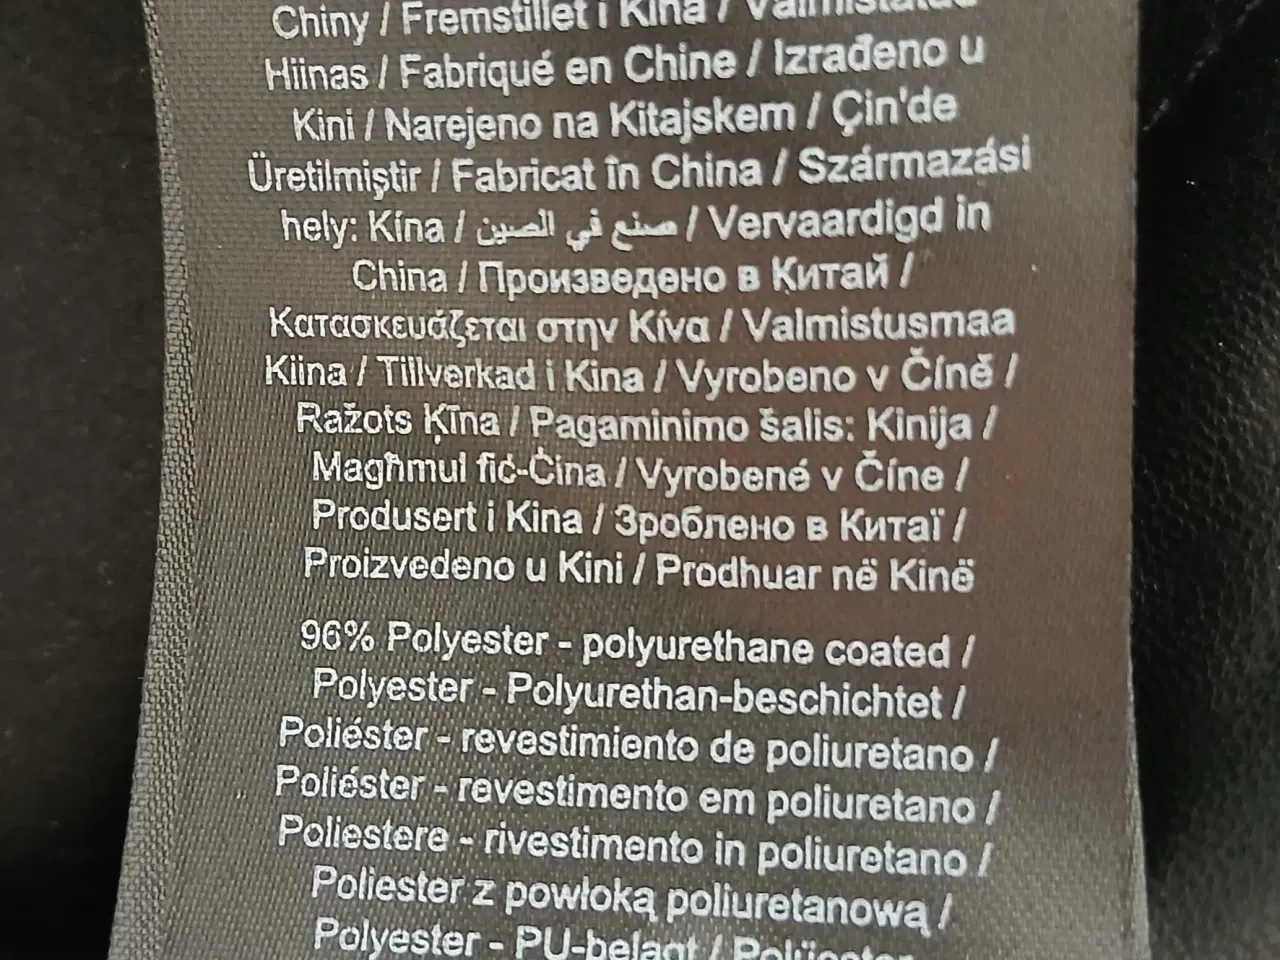 Chiny / Fremstillet i Kina / Valmistatud
Hiinas / Fabriqué en Chine / Izrađeno u
Kini / Narejeno na Kitajskem / Çin'de
Üretilmiştir / Fabricat în China / Származási
hely: Kína / صنع في الصين / Vervaardigd in
China / Произведено в Китай /
Κατασκευάζεται στην Κίνα / Valmistusmaa
Kiina / Tillverkad i Kina / Vyrobeno v Číně /
Ražots Ķīna / Pagaminimo šalis: Kinija /
Magħmul fiċ-Ċina / Vyrobené v Číne /
Produsert i Kina / Зроблено в Китаї /
Proizvedeno u Kini / Prodhuar në Kinë
96% Polyester - polyurethane coated /
Polyester - Polyurethan-beschichtet /
Poliéster - revestimiento de poliuretano /
Poliéster - revestimento em poliuretano /
Poliestere - rivestimento in poliuretano /
Poliester z powłoką poliuretanową /
Polyester - PU-belagt /